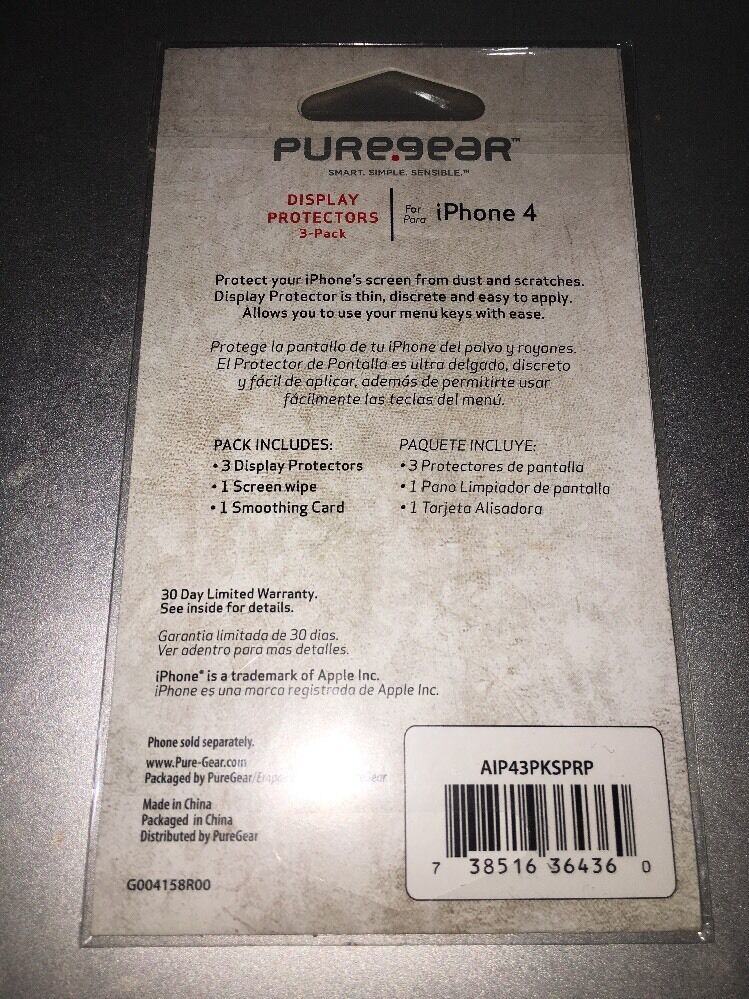 PURE.gEAR™
SMART. SIMPLE. SENSIBLE.™
DISPLAY
PROTECTORS
3-Pack
For
Para
iPhone 4
Protect your iPhone's screen from dust and scratches.
Display Protector is thin, discrete and easy to apply.
Allows you to use your menu keys with ease.
Protege la pantalla de tu iPhone del polvo y rayones.
El Protector de Pantalla es ultra delgado, discreto
y fácil de aplicar, además de permitirte usar
fácilmente las teclas del menú.
PACK INCLUDES:
• 3 Display Protectors
• 1 Screen wipe
• 1 Smoothing Card
PAQUETE INCLUYE:
• 3 Protectores de pantalla
• 1 Pano Limpiador de pantalla
• 1 Tarjeta Alisadora
30 Day Limited Warranty.
See inside for details.
Garantia limitada de 30 dias.
Ver adentro para mas detalles.
iPhone® is a trademark of Apple Inc.
iPhone es una marca registrada de Apple Inc.
Phone sold separately.
www.Pure-Gear.com
Packaged by PureGear/
Made in China
Packaged in China
Distributed by PureGear
G004158R00
AIP43PKSPRP
7 38516 36436 0